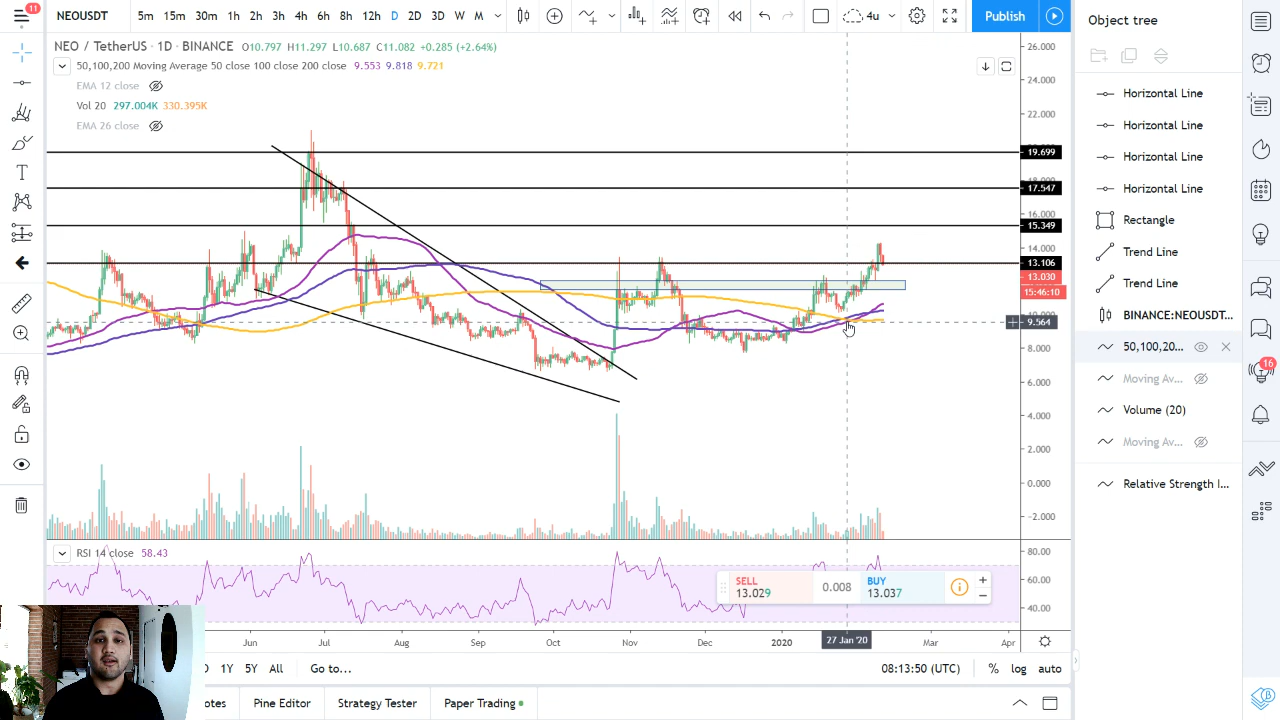 11
NEOUSDT 5m 15m 30m 1h 2h 3h 4h 6h 8h 12h D 2D 3D W M 4u Publish
NEO / TetherUS · 1D · BINANCE O10.797 H11.297 L10.687 C11.082 +0.285 (+2.64%)
50,100,200 Moving Average 50 close 100 close 200 close 9.553 9.818 9.721
EMA 12 close
Vol 20 297.004K 330.395K
EMA 26 close
26.000
24.000
22.000
19.699
17.547
16.000
15.349
14.000
13.106
13.030
15:46:10
9.564
8.000
6.000
4.000
2.000
0.000
−2.000
RSI 14 close 58.43
80.00
60.00
40.00
SELL
13.029
0.008
BUY
13.037
Jun Jul Aug Sep Oct Nov Dec 2020 27 Jan '20 Mar Apr
1Y 5Y All Go to... 08:13:50 (UTC) % log auto
otes Pine Editor Strategy Tester Paper Trading
Object tree
Horizontal Line
Horizontal Line
Horizontal Line
Horizontal Line
Rectangle
Trend Line
Trend Line
BINANCE:NEOUSDT...
50,100,20...
Moving Av...
Volume (20)
Moving Av...
Relative Strength I...
16